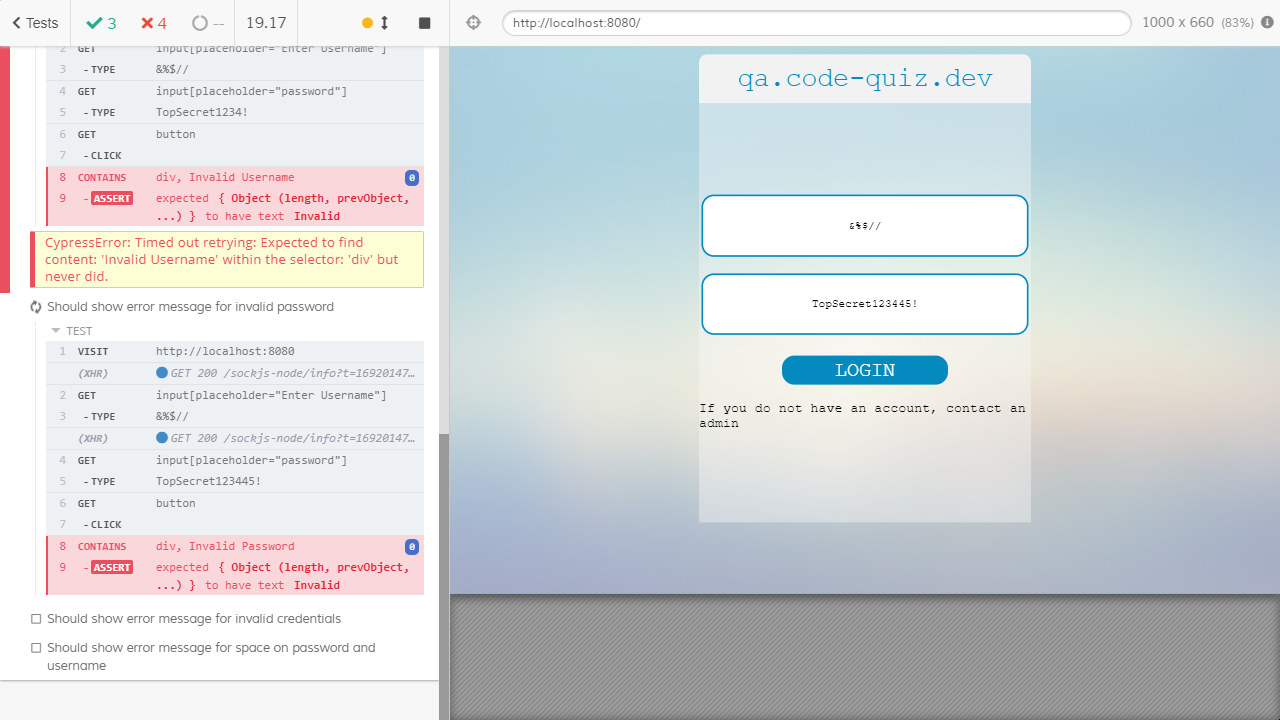 Tests
3
4
--
19.17
http://localhost:8080/
1000 x 660 (83%)
2 GET input[placeholder="Enter Username"]
3 -TYPE &%$//
4 GET input[placeholder="password"]
5 -TYPE TopSecret1234!
6 GET button
7 -CLICK
8 CONTAINS div, Invalid Username 0
9 -ASSERT expected { Object (length, prevObject,
...) } to have text Invalid
CypressError: Timed out retrying: Expected to find
content: 'Invalid Username' within the selector: 'div' but
never did.
Should show error message for invalid password
TEST
1 VISIT http://localhost:8080
(XHR) GET 200 /sockjs-node/info?t=16920147…
2 GET input[placeholder="Enter Username"]
3 -TYPE &%$//
(XHR) GET 200 /sockjs-node/info?t=16920147…
4 GET input[placeholder="password"]
5 -TYPE TopSecret123445!
6 GET button
7 -CLICK
8 CONTAINS div, Invalid Password 0
9 -ASSERT expected { Object (length, prevObject,
...) } to have text Invalid
Should show error message for invalid credentials
Should show error message for space on password and
username
qa.code-quiz.dev
&%$//
TopSecret123445!
LOGIN
If you do not have an account, contact an
admin